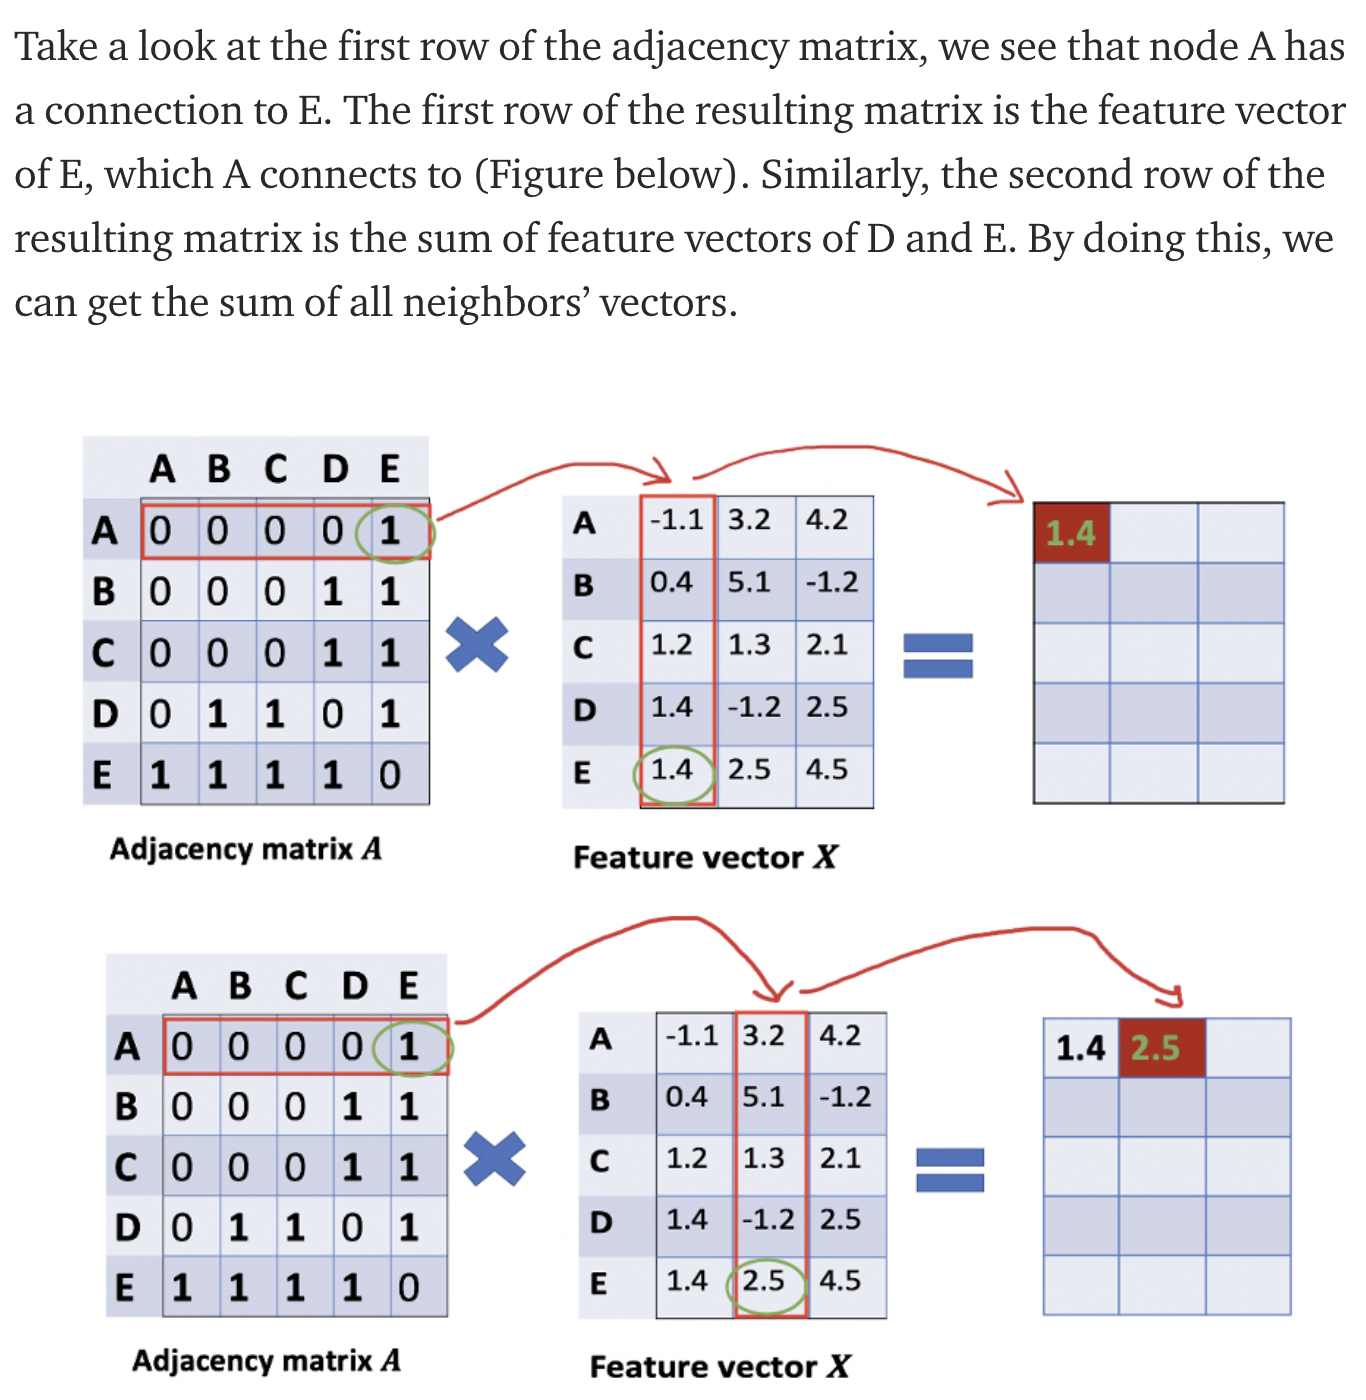 Take a look at the first row of the adjacency matrix, we see that node A has
a connection to E. The first row of the resulting matrix is the feature vector
of E, which A connects to (Figure below). Similarly, the second row of the
resulting matrix is the sum of feature vectors of D and E. By doing this, we
can get the sum of all neighbors’ vectors.
A B C D E
A 0 0 0 0 1
B 0 0 0 1 1
C 0 0 0 1 1
D 0 1 1 0 1
E 1 1 1 1 0
Adjacency matrix A
A -1.1 3.2 4.2
B 0.4 5.1 -1.2
C 1.2 1.3 2.1
D 1.4 -1.2 2.5
E 1.4 2.5 4.5
Feature vector X
1.4
A B C D E
A 0 0 0 0 1
B 0 0 0 1 1
C 0 0 0 1 1
D 0 1 1 0 1
E 1 1 1 1 0
Adjacency matrix A
A -1.1 3.2 4.2
B 0.4 5.1 -1.2
C 1.2 1.3 2.1
D 1.4 -1.2 2.5
E 1.4 2.5 4.5
Feature vector X
1.4 2.5